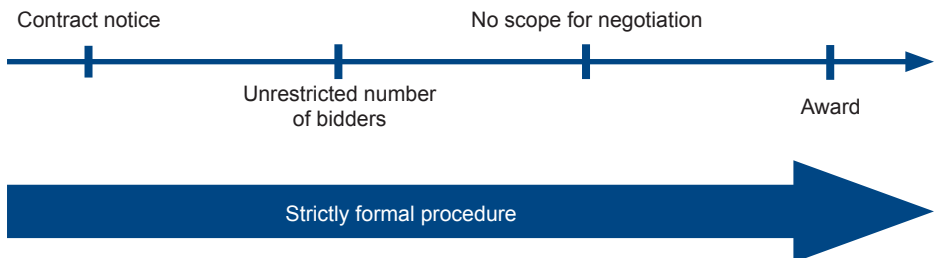 Contract notice
No scope for negotiation
Unrestricted number
of bidders
Award
Strictly formal procedure